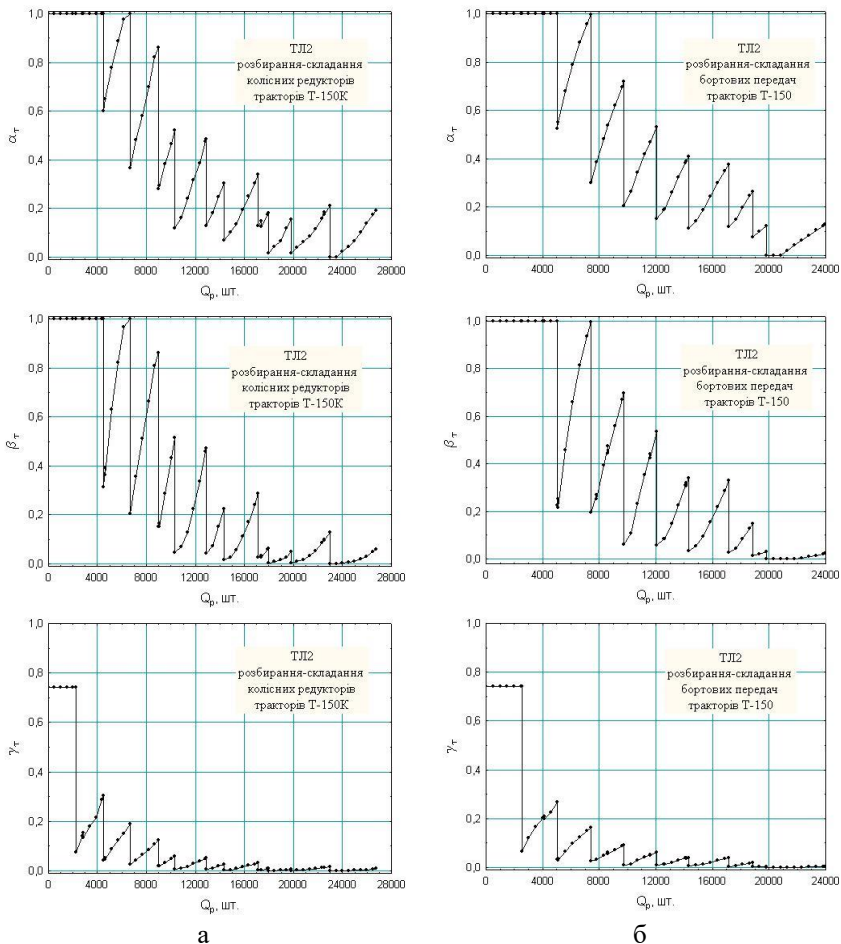 1,0
0,8
0,6
0,4
0,2
0,0
α_τ
ТЛ2
розбирання-складання
колісних редукторів
тракторів Т-150К
0 4000 8000 12000 16000 20000 24000 28000
Q_р, шт.
1,0
0,8
0,6
0,4
0,2
0,0
α_τ
ТЛ2
розбирання-складання
бортових передач
тракторів Т-150
0 4000 8000 12000 16000 20000 24000
Q_р, шт.
1,0
0,8
0,6
0,4
0,2
0,0
β_τ
ТЛ2
розбирання-складання
колісних редукторів
тракторів Т-150К
0 4000 8000 12000 16000 20000 24000 28000
Q_р, шт.
1,0
0,8
0,6
0,4
0,2
0,0
β_τ
ТЛ2
розбирання-складання
бортових передач
тракторів Т-150
0 4000 8000 12000 16000 20000 24000
Q_р, шт.
1,0
0,8
0,6
0,4
0,2
0,0
γ_τ
ТЛ2
розбирання-складання
колісних редукторів
тракторів Т-150К
0 4000 8000 12000 16000 20000 24000 28000
Q_р, шт.
1,0
0,8
0,6
0,4
0,2
0,0
γ_τ
ТЛ2
розбирання-складання
бортових передач
тракторів Т-150
0 4000 8000 12000 16000 20000 24000
Q_р, шт.
а
б